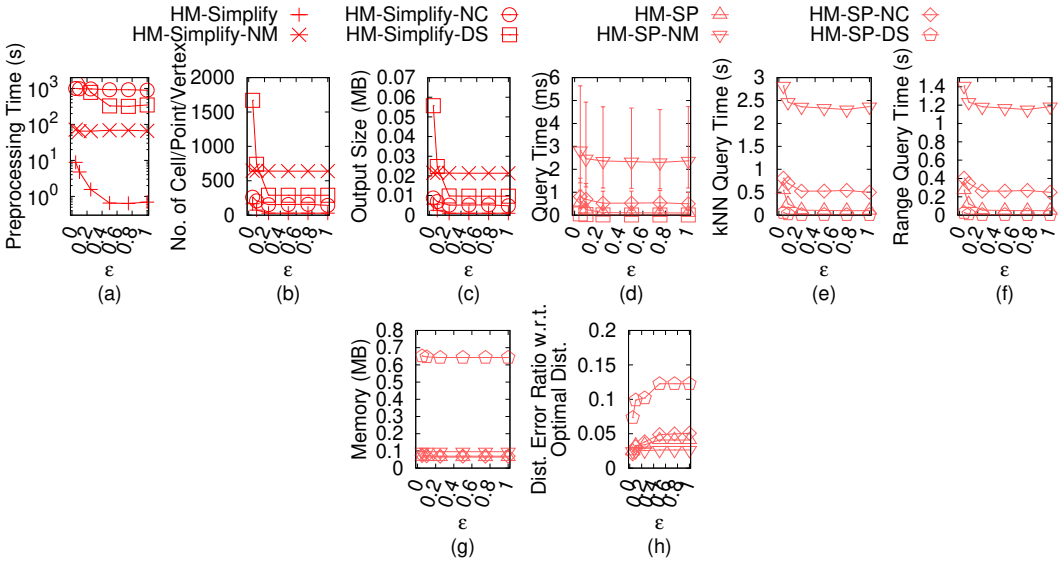 HM-Simplify HM-Simplify-NC HM-SP HM-SP-NC
HM-Simplify-NM HM-Simplify-DS HM-SP-NM HM-SP-DS
Preprocessing Time (s)
10^3
10^2
10^1
10^0
0 0.2 0.4 0.6 0.8 1
ε
(a)
No. of Cell/Point/Vertex
2000
1500
1000
500
0
0 0.2 0.4 0.6 0.8 1
ε
(b)
Output Size (MB)
0.07
0.06
0.05
0.04
0.03
0.02
0.01
0
0 0.2 0.4 0.6 0.8 1
ε
(c)
Query Time (ms)
6
5
4
3
2
1
0
0 0.2 0.4 0.6 0.8 1
ε
(d)
kNN Query Time (s)
3
2.5
2
1.5
1
0.5
0
0 0.2 0.4 0.6 0.8 1
ε
(e)
Range Query Time (s)
1.4
1.2
1
0.8
0.6
0.4
0.2
0
0 0.2 0.4 0.6 0.8 1
ε
(f)
Memory (MB)
0.8
0.7
0.6
0.5
0.4
0.3
0.2
0.1
0
0 0.2 0.4 0.6 0.8 1
ε
(g)
Dist. Error Ratio w.r.t.
Optimal Dist.
0.2
0.15
0.1
0.05
0
0 0.2 0.4 0.6 0.8 1
ε
(h)